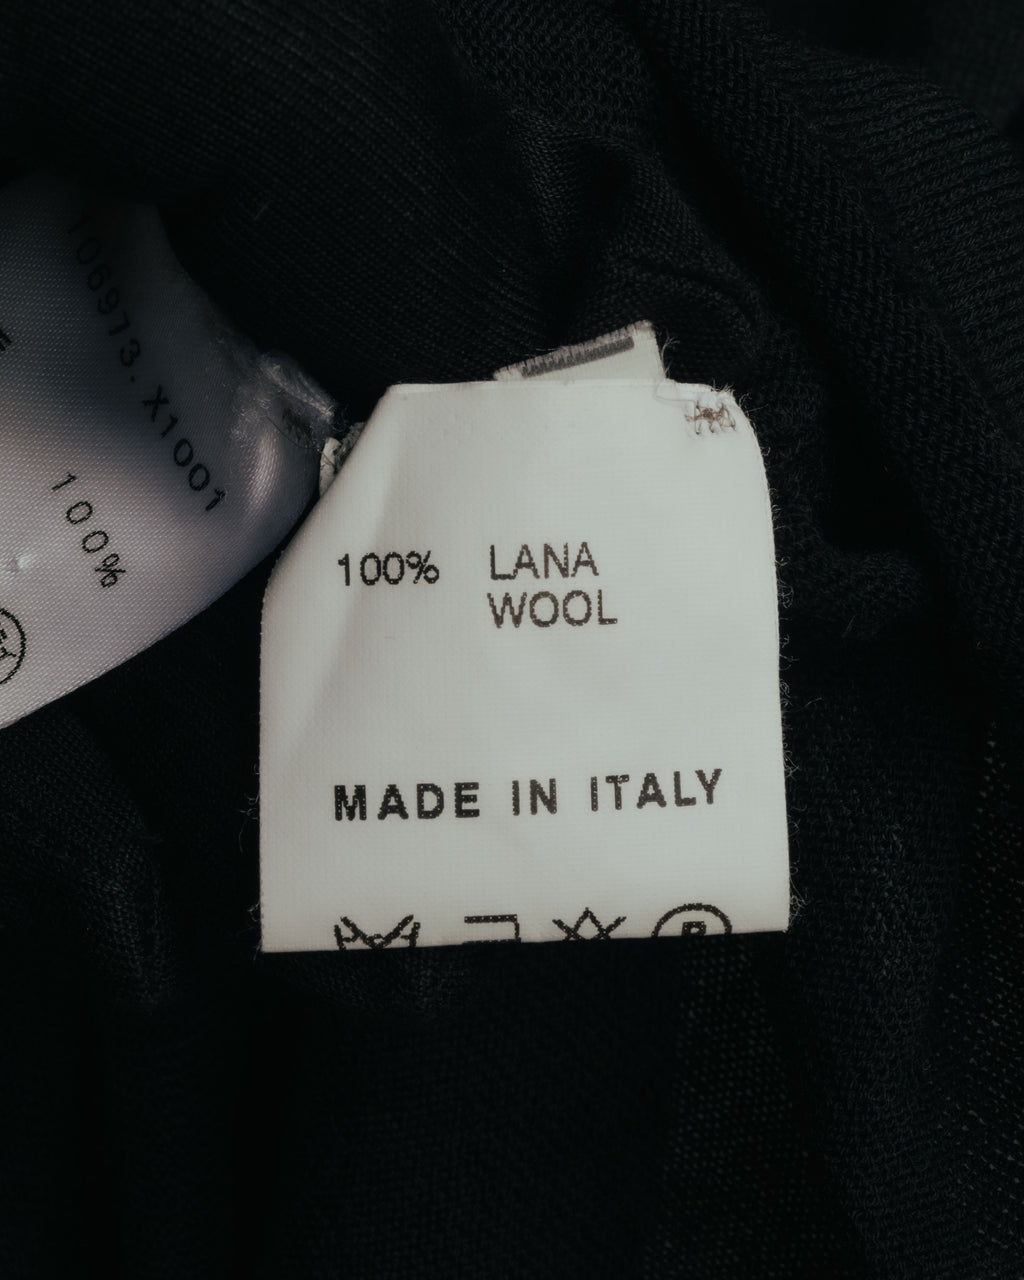 106973.X1001
100%
100% LANA
WOOL
MADE IN ITALY
P